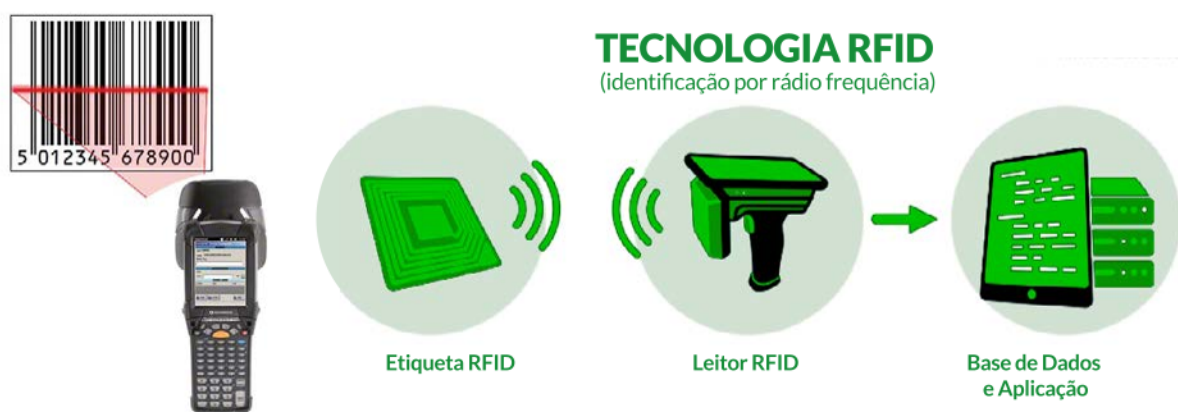 5 012345 678900
TECNOLOGIA RFID
(identificação por rádio frequência)
Etiqueta RFID
Leitor RFID
Base de Dados
e Aplicação